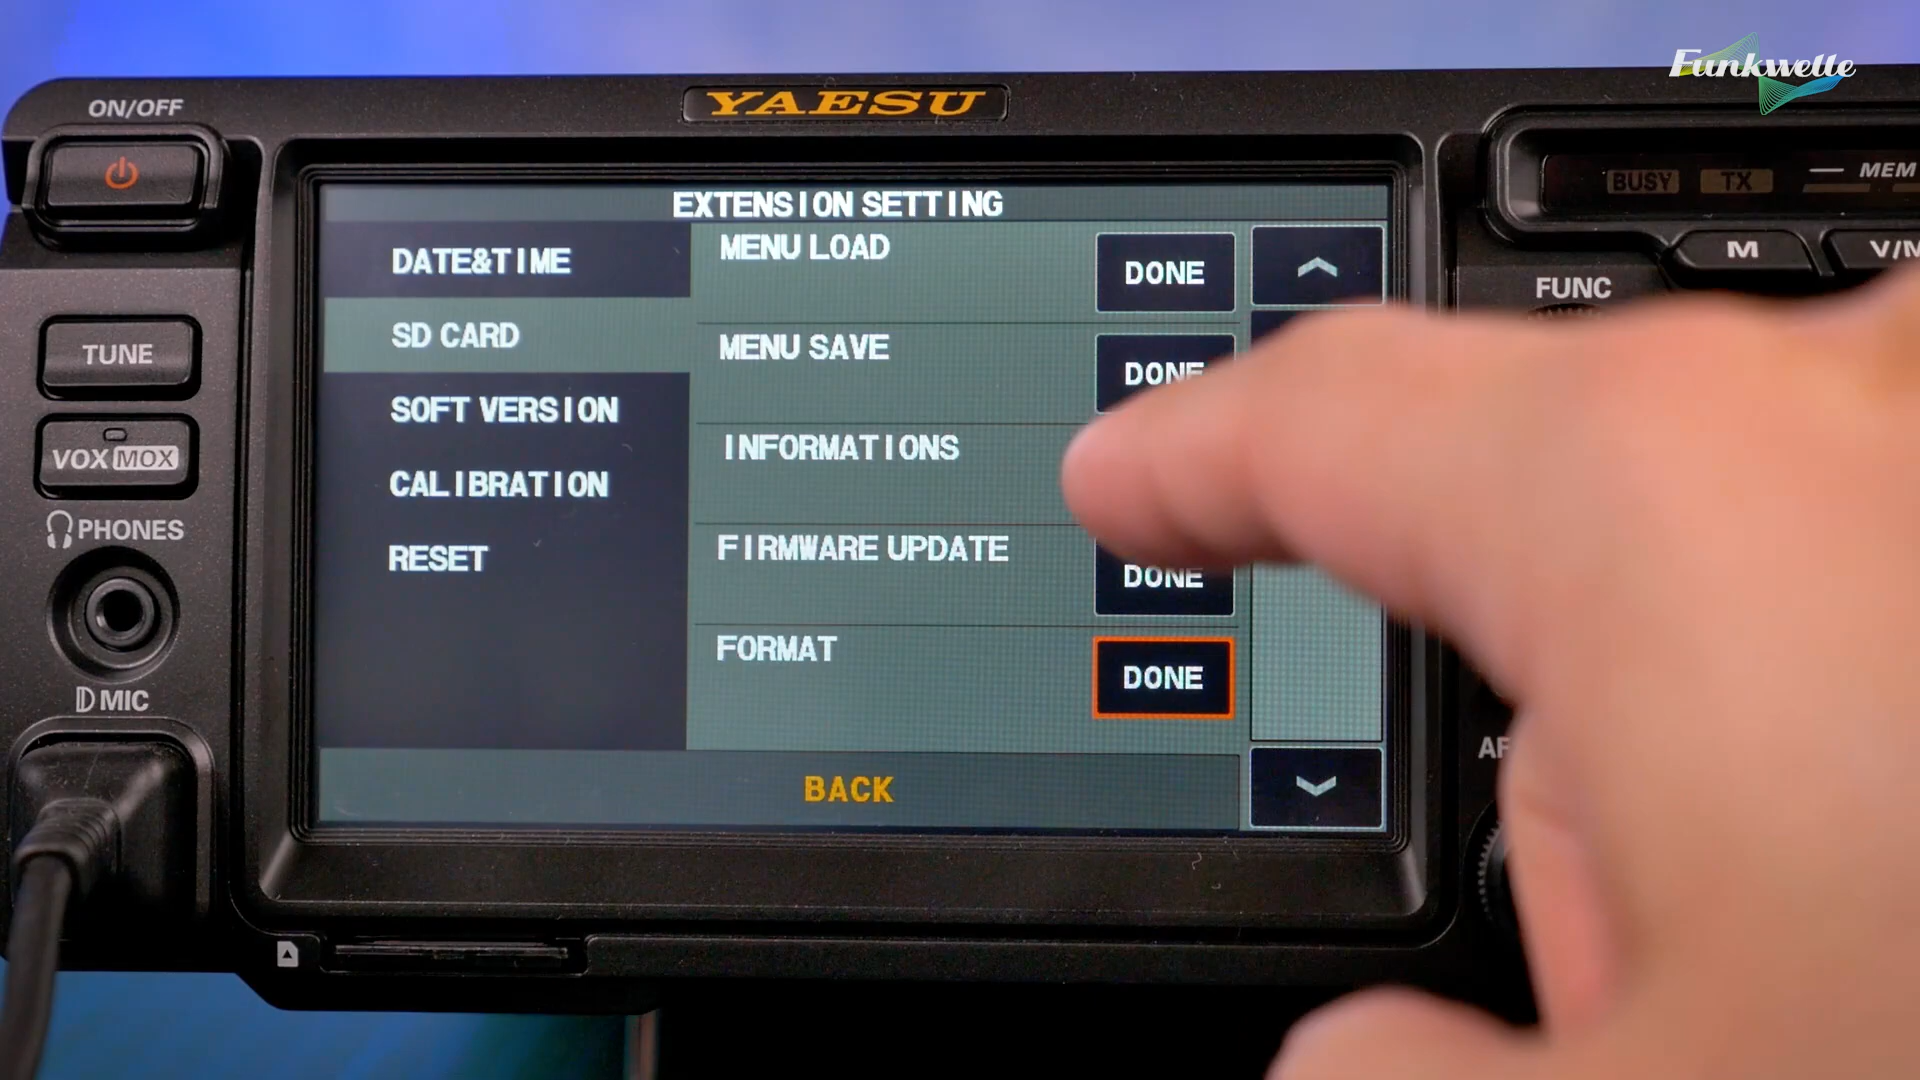 Funkwelle
ON/OFF
YAESU
BUSY TX MEM
M
FUNC
EXTENSION SETTING
DATE&TIME
SD CARD
SOFT VERSION
CALIBRATION
RESET
MENU LOAD DONE
MENU SAVE DONE
INFORMATIONS
FIRMWARE UPDATE DONE
FORMAT DONE
BACK
TUNE
VOX MOX
PHONES
MIC
AF